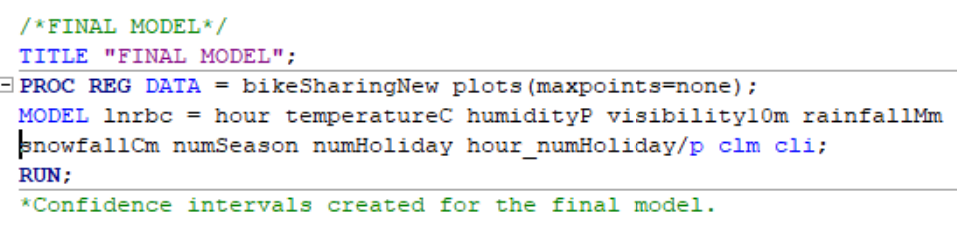 /*FINAL MODEL*/
TITLE "FINAL MODEL";
PROC REG DATA = bikeSharingNew plots(maxpoints=none);
MODEL lnrbc = hour temperatureC humidityP visibility10m rainfallMm
snowfallCm numSeason numHoliday hour_numHoliday/p clm cli;
RUN;
*Confidence intervals created for the final model.